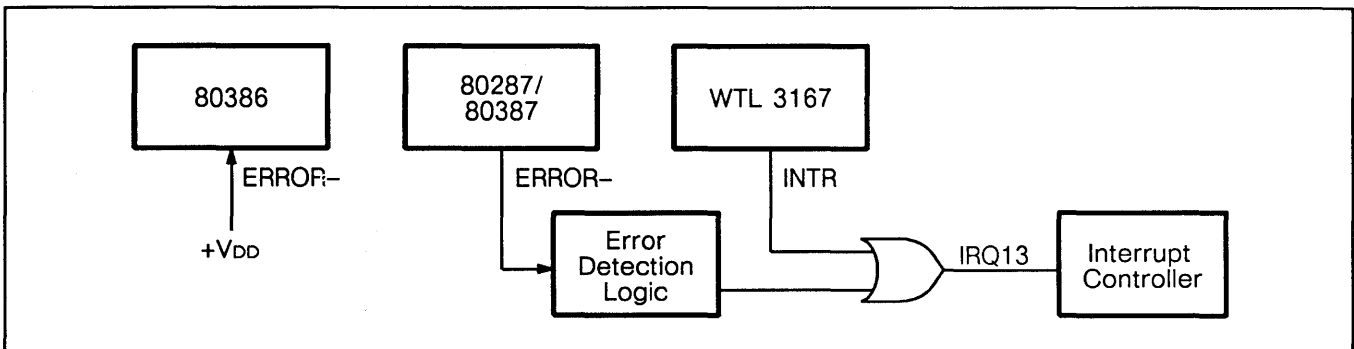 80386
80287/
80387
WTL 3167
ERROR–
ERROR–
INTR
+VDD
Error
Detection
Logic
IRQ13
Interrupt
Controller